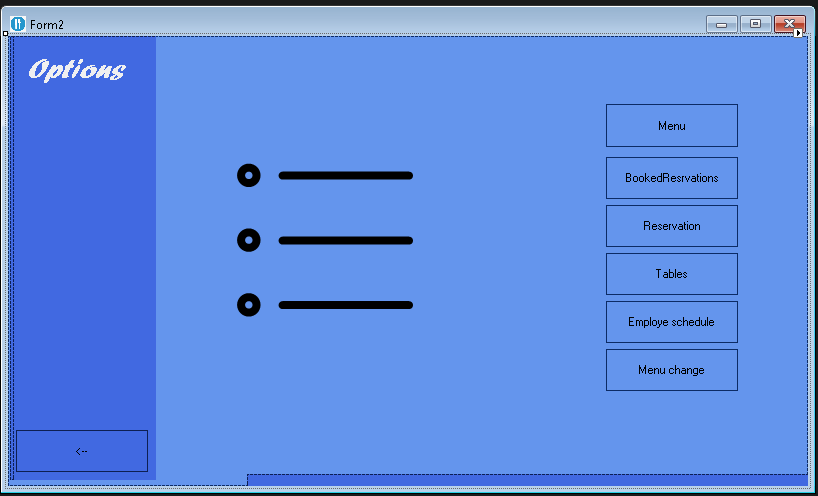 Form2
Options
Menu
BookedResrvations
Reservation
Tables
Employe schedule
Menu change
<--